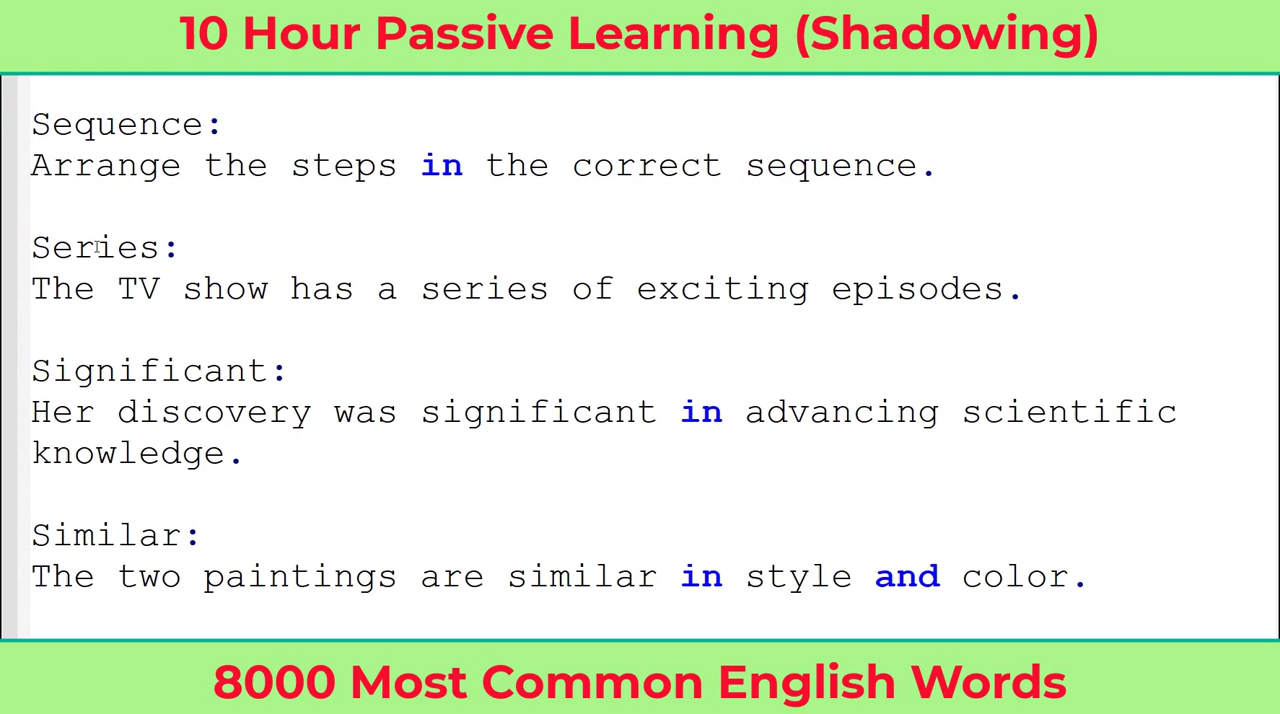 10 Hour Passive Learning (Shadowing)
Sequence:
Arrange the steps in the correct sequence.
Series:
The TV show has a series of exciting episodes.
Significant:
Her discovery was significant in advancing scientific
knowledge.
Similar:
The two paintings are similar in style and color.
8000 Most Common English Words